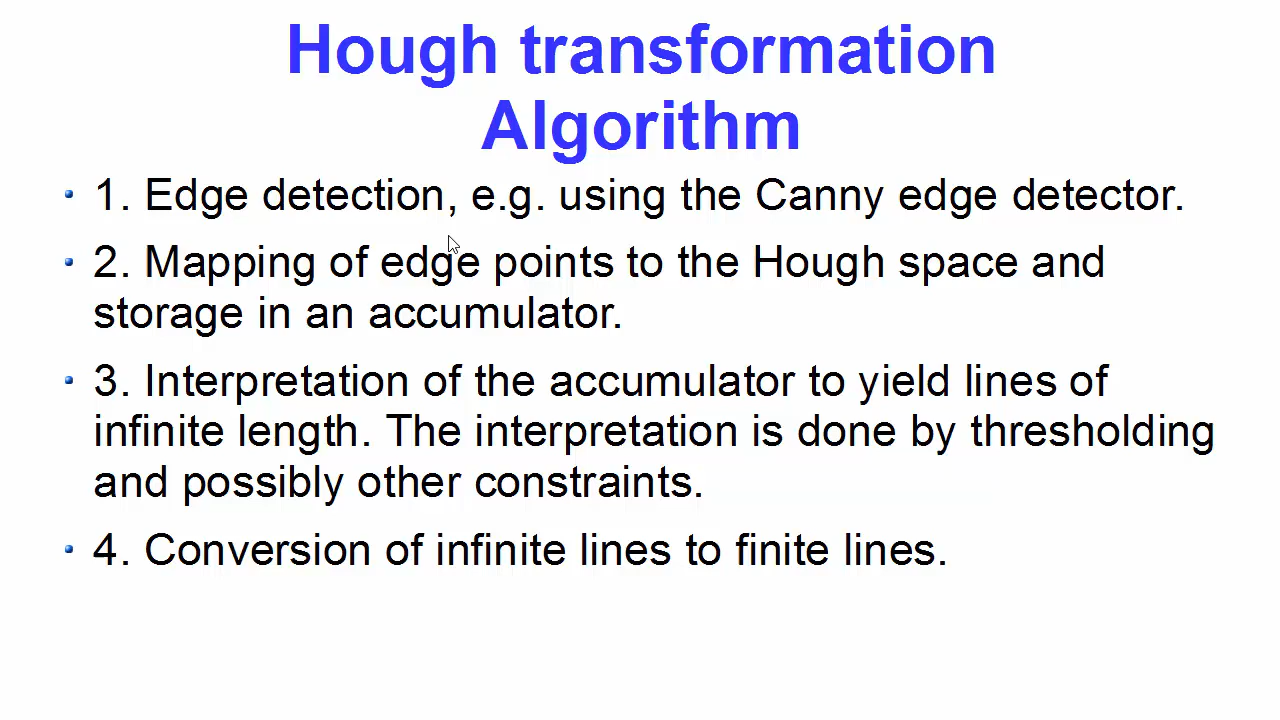 Hough transformation
Algorithm
1. Edge detection, e.g. using the Canny edge detector.
2. Mapping of edge points to the Hough space and
storage in an accumulator.
3. Interpretation of the accumulator to yield lines of
infinite length. The interpretation is done by thresholding
and possibly other constraints.
4. Conversion of infinite lines to finite lines.